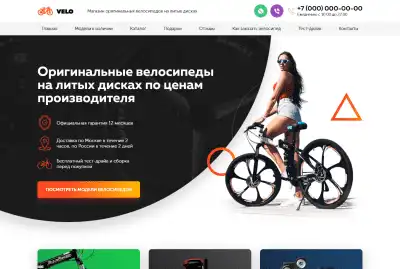 VELO
Магазин оригинальных велосипедов на литых дисках
+7 (000) 000-00-00
Ежедневно с 10:00 до 22:00
Главная
Модели в наличии
Каталог
Подарки
Отзывы
Как заказать велосипед
Тест-драйв
Контакты
Оригинальные велосипеды
на литых дисках по ценам
производителя
Официальная гарантия 12 месяцев
Доставка по Москве в течение 2
часов, по России в течение 2 дней
Бесплатный тест-драйв и сборка
перед покупкой
ПОСМОТРЕТЬ МОДЕЛИ ВЕЛОСИПЕДОВ